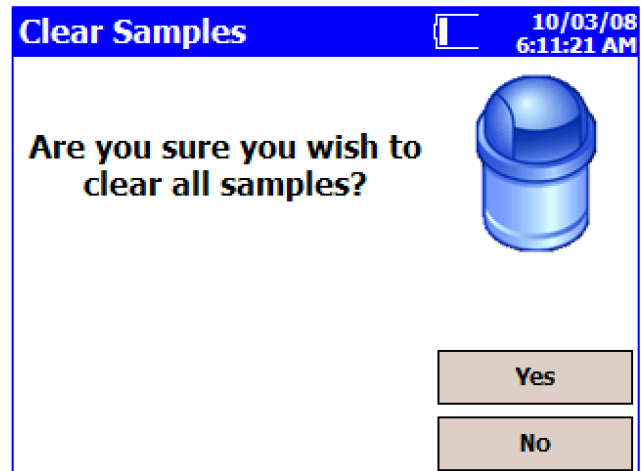 Clear Samples
10/03/08
6:11:21 AM
Are you sure you wish to
clear all samples?
Yes
No